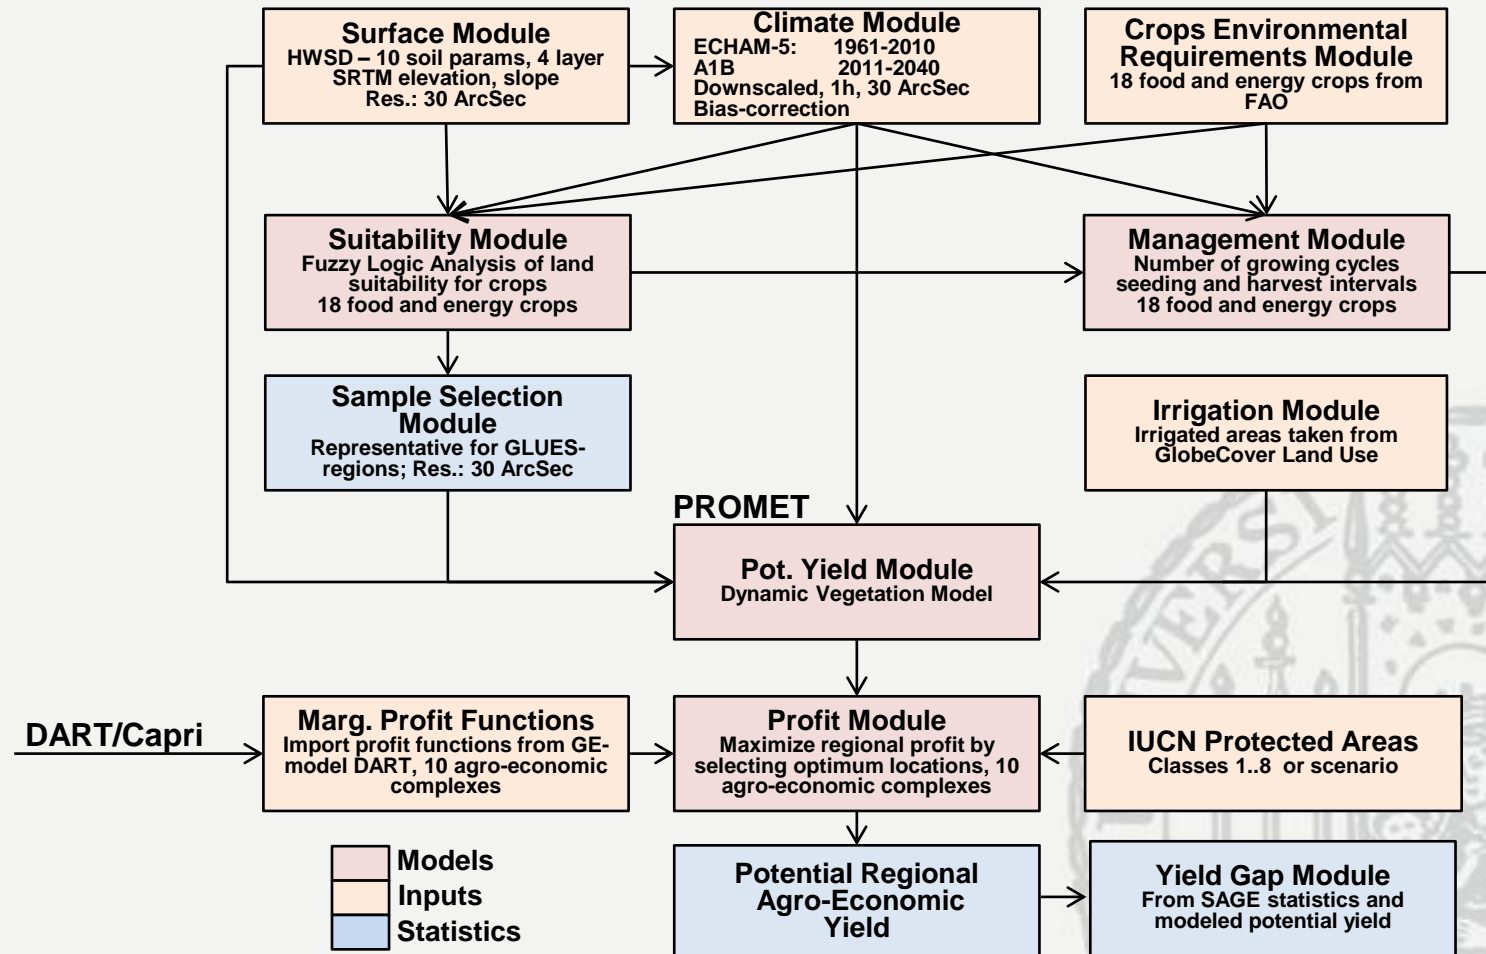 Surface Module
HWSD – 10 soil params, 4 layer
SRTM elevation, slope
Res.: 30 ArcSec
Climate Module
ECHAM-5: 1961-2010
A1B 2011-2040
Downscaled, 1h, 30 ArcSec
Bias-correction
Crops Environmental
Requirements Module
18 food and energy crops from
FAO
Suitability Module
Fuzzy Logic Analysis of land
suitability for crops
18 food and energy crops
Management Module
Number of growing cycles
seeding and harvest intervals
18 food and energy crops
Sample Selection
Module
Representative for GLUES-
regions; Res.: 30 ArcSec
Irrigation Module
Irrigated areas taken from
GlobeCover Land Use
PROMET
Pot. Yield Module
Dynamic Vegetation Model
DART/Capri
Marg. Profit Functions
Import profit functions from GE-
model DART, 10 agro-economic
complexes
Profit Module
Maximize regional profit by
selecting optimum locations, 10
agro-economic complexes
IUCN Protected Areas
Classes 1..8 or scenario
Models
Inputs
Statistics
Potential Regional
Agro-Economic
Yield
Yield Gap Module
From SAGE statistics and
modeled potential yield